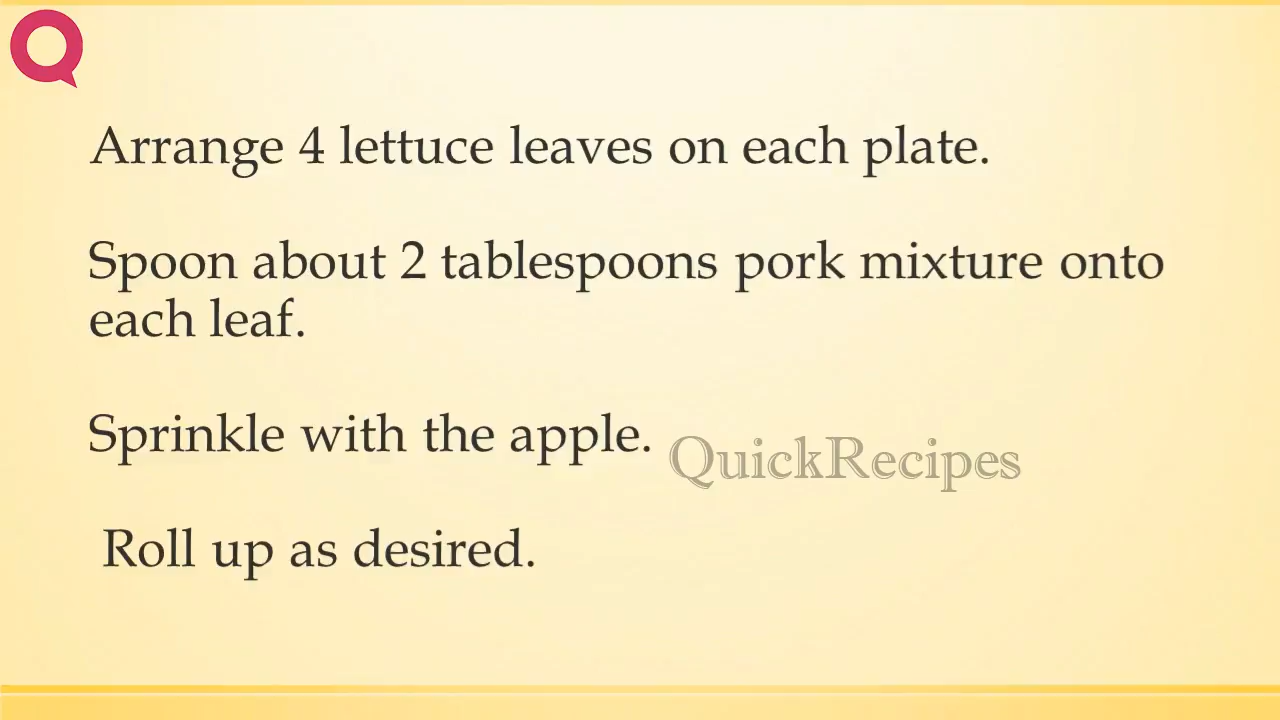 Arrange 4 lettuce leaves on each plate.
Spoon about 2 tablespoons pork mixture onto
each leaf.
Sprinkle with the apple.
QuickRecipes
Roll up as desired.